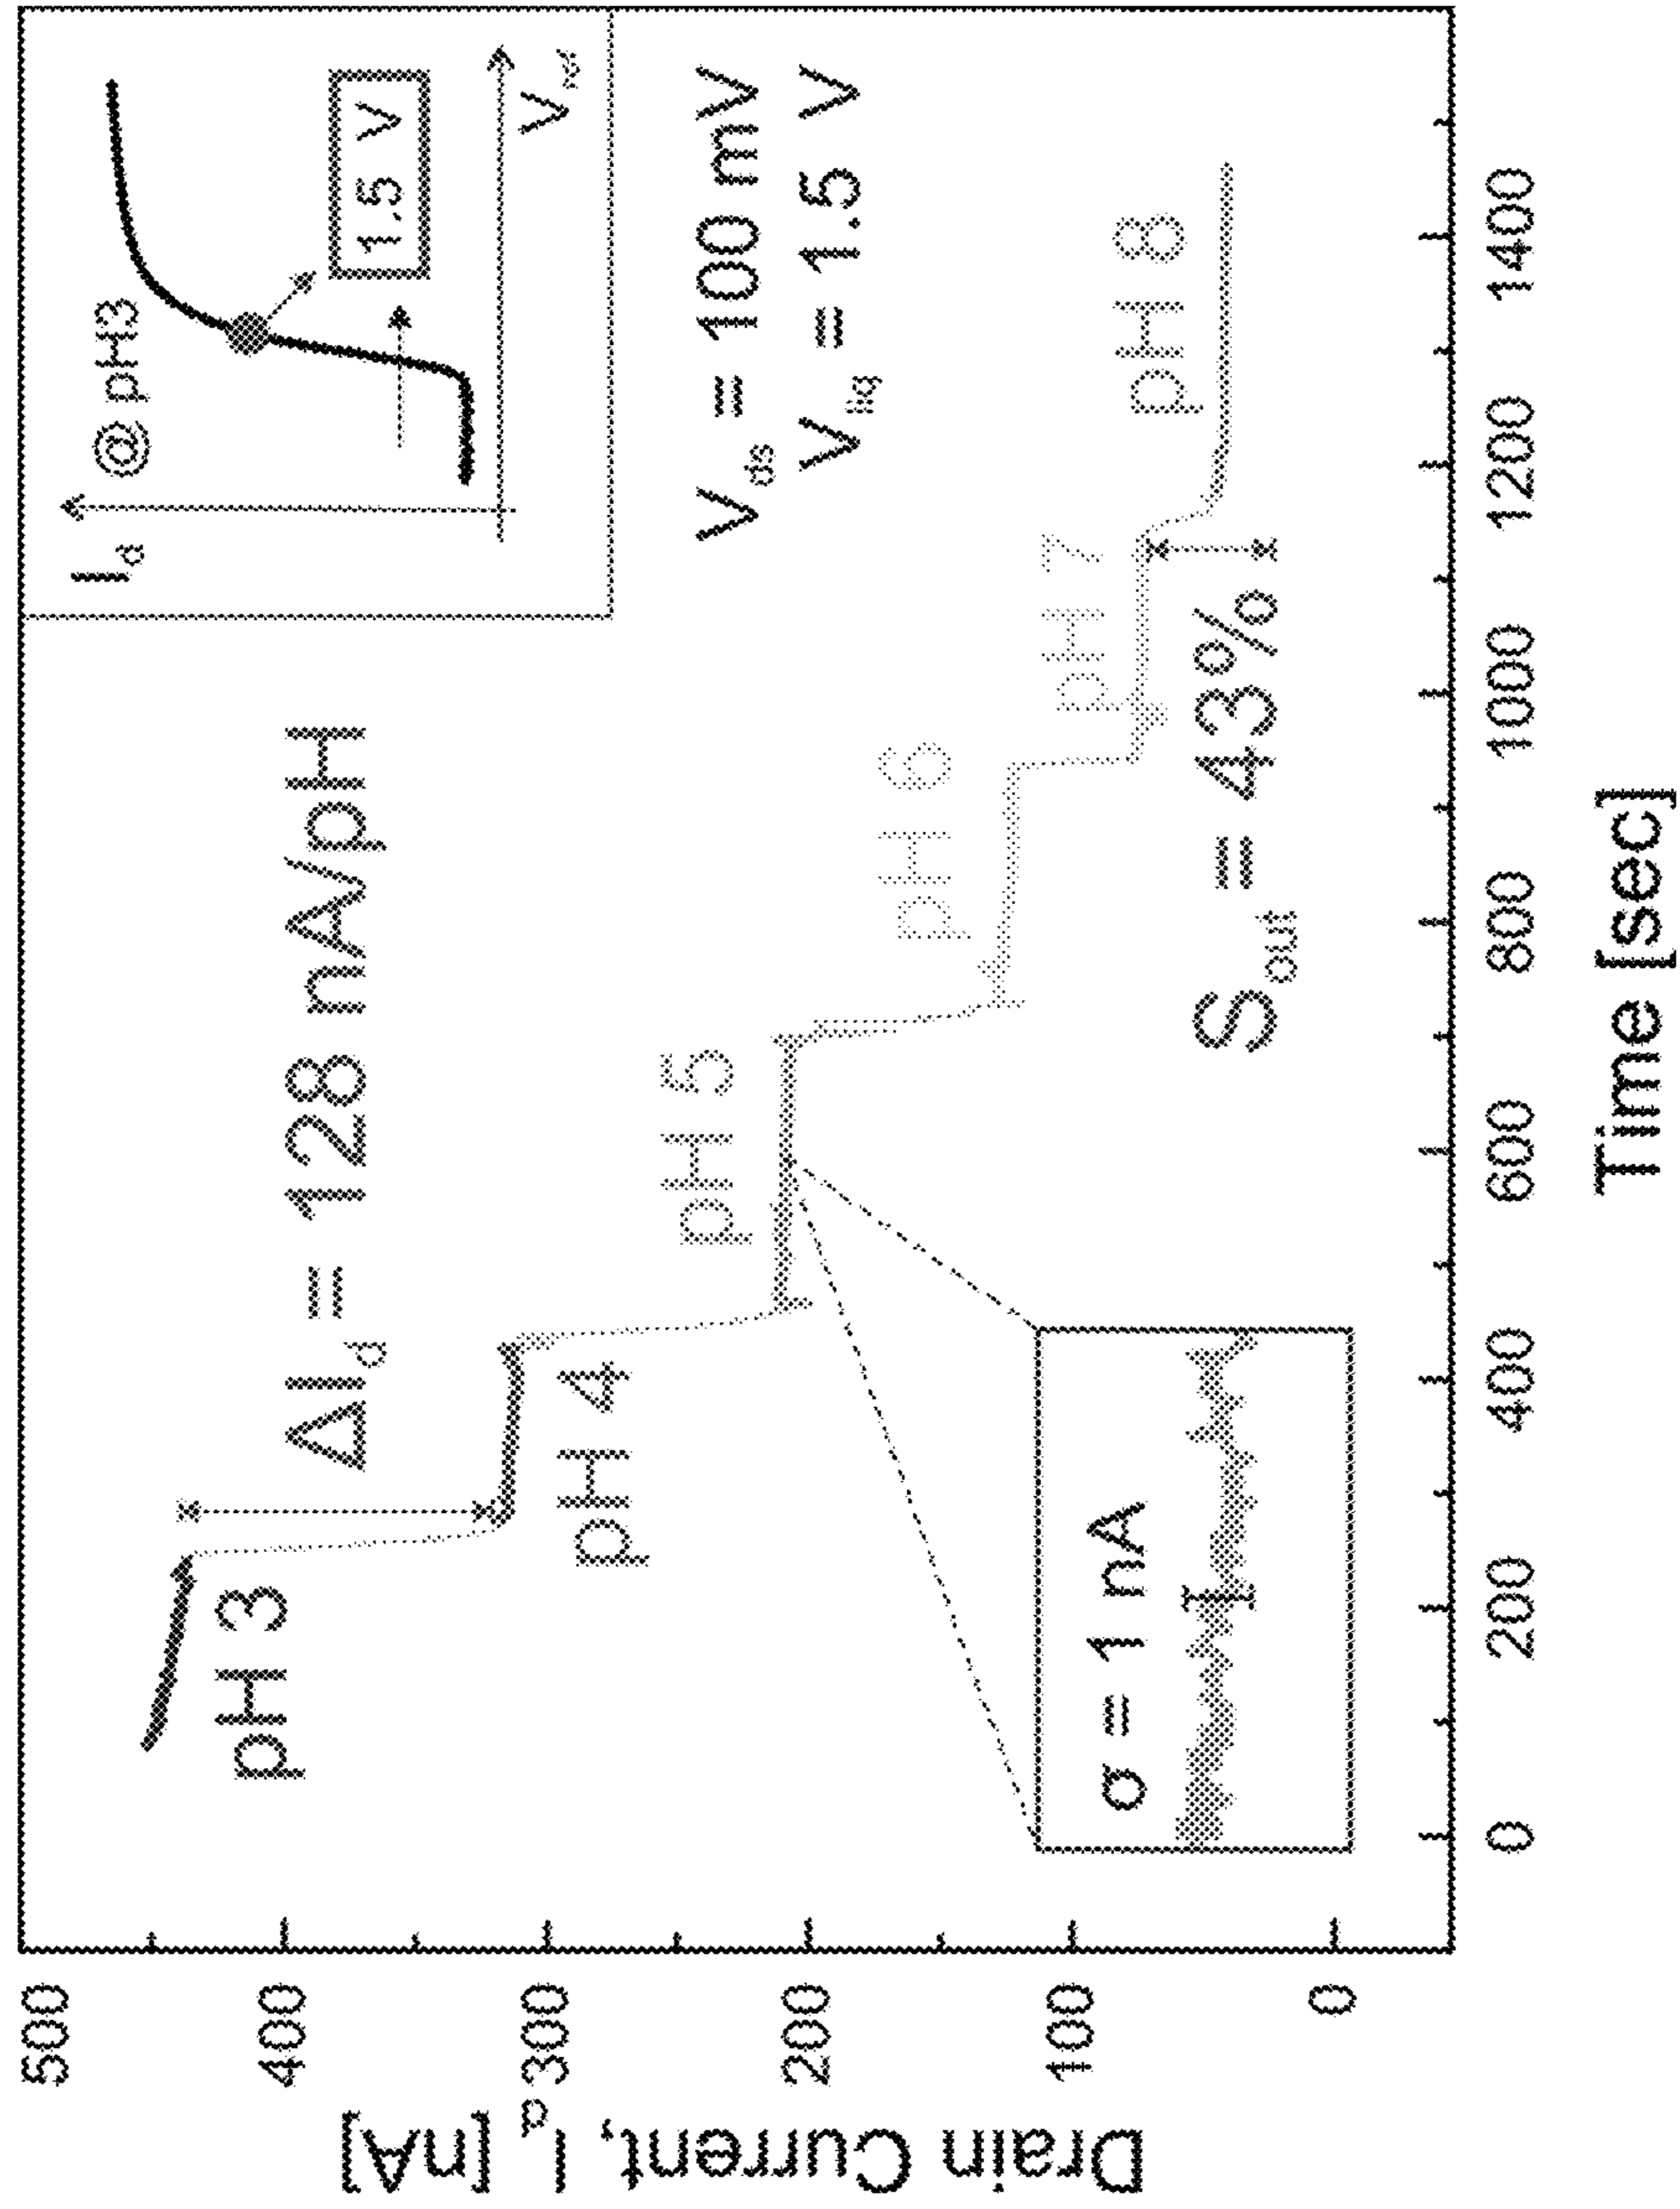 Drain Current, I_d [nA]
500
400
300
200
100
0
I_d
@ pH3
1.5 V
V_ref
V_ds = 100 mV
V_liq = 1.5 V
ΔI_d = 128 nA/pH
pH 3
pH 4
pH 5
pH 6
pH 7
pH 8
S_out = 43%
σ = 1 nA
0 200 400 600 800 1000 1200 1400
Time [sec]